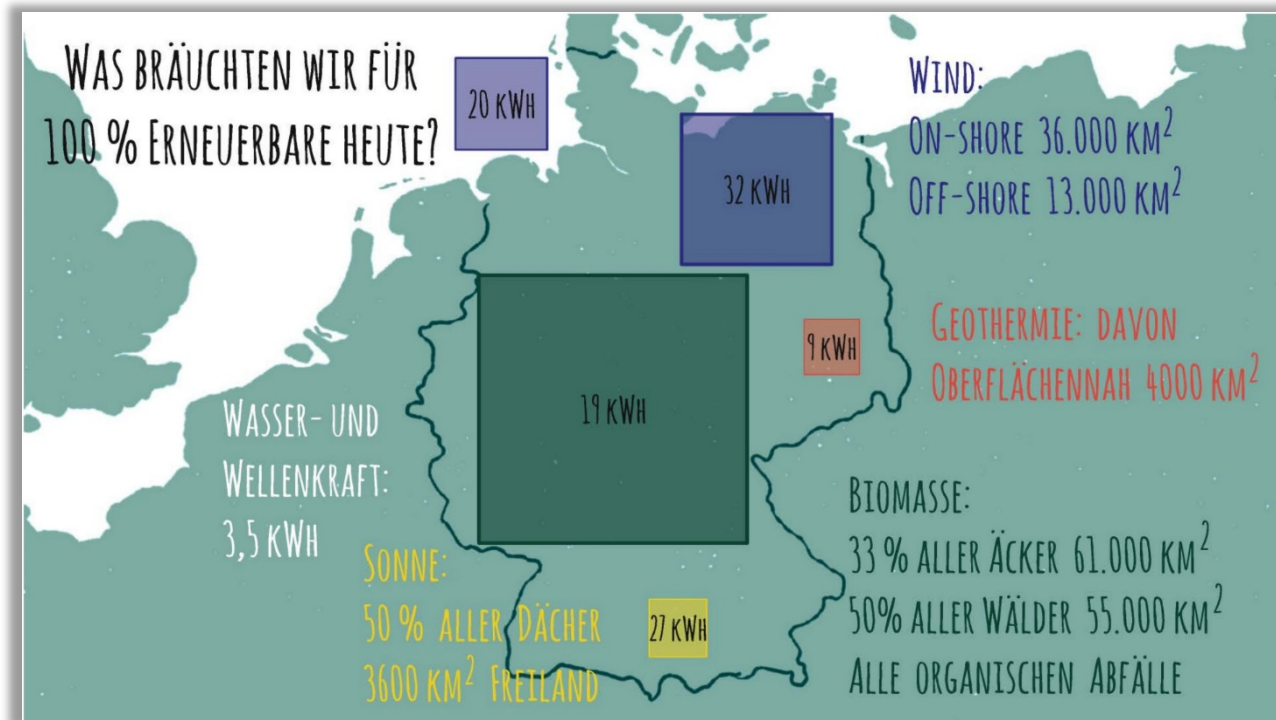 WAS BRÄUCHTEN WIR FÜR
100 % ERNEUERBARE HEUTE?
20 KWH
WIND:
ON-SHORE 36.000 KM²
OFF-SHORE 13.000 KM²
32 KWH
GEOTHERMIE: DAVON
OBERFLÄCHENNAH 4000 KM²
9 KWH
19 KWH
WASSER- UND
WELLENKRAFT:
3,5 KWH
SONNE:
50 % ALLER DÄCHER
3600 KM² FREILAND
27 KWH
BIOMASSE:
33 % ALLER ÄCKER 61.000 KM²
50% ALLER WÄLDER 55.000 KM²
ALLE ORGANISCHEN ABFÄLLE